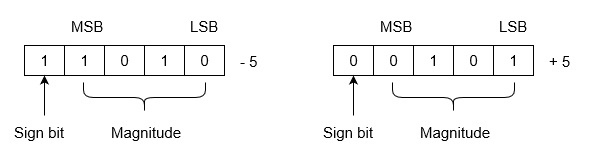 MSB LSB MSB LSB
1 1 0 1 0 - 5 0 0 1 0 1 + 5
Sign bit Magnitude Sign bit Magnitude